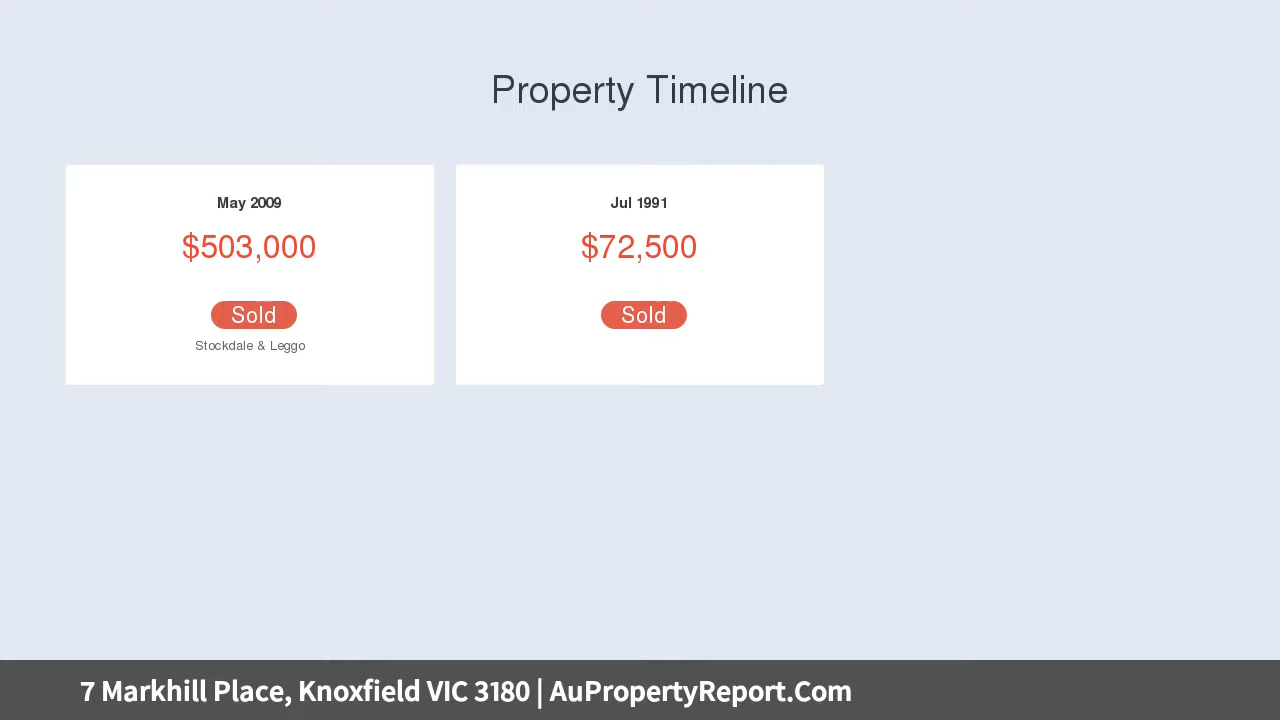 Property Timeline
May 2009
$503,000
Sold
Stockdale & Leggo
Jul 1991
$72,500
Sold
7 Markhill Place, Knoxfield VIC 3180 | AuPropertyReport.Com